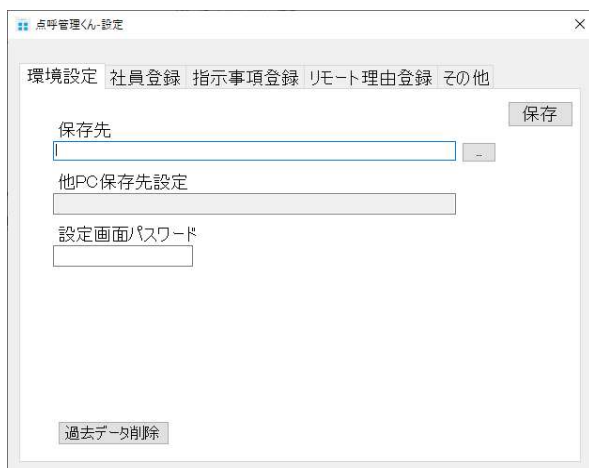 点呼管理くん-設定
環境設定 社員登録 指示事項登録 リモート理由登録 その他
保存
保存先
...
他PC保存先設定
設定画面パスワード
過去データ削除